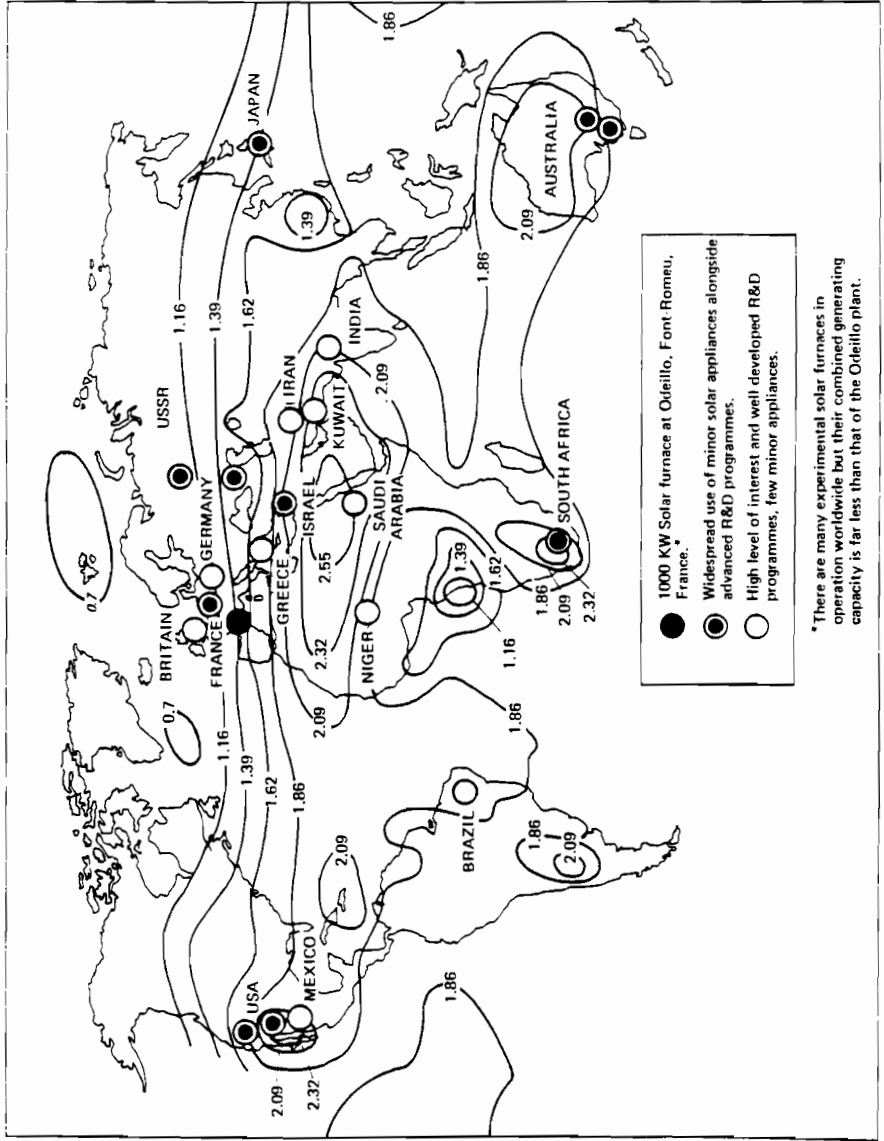 0.7
0.7
BRITAIN
USSR
1.16
GERMANY
FRANCE
1.39
1.16
1.39
1.62
USA
JAPAN
1.62
2.09
GREECE
IRAN
1.86
ISRAEL
1.39
MEXICO
2.32
2.09
2.32
2.55
KUWAIT
2.09
INDIA
NIGER
SAUDI
ARABIA
2.09
1.86
1.86
1.39
BRAZIL
1.86
1.62
1.16
1.86
2.09
1.86
1.86
AUSTRALIA
2.09
SOUTH AFRICA
2.09
2.32
1000 KW Solar furnace at Odeillo, Font-Romeu,
France.*
Widespread use of minor solar appliances alongside
advanced R&D programmes.
High level of interest and well developed R&D
programmes, few minor appliances.
*There are many experimental solar furnaces in
operation worldwide but their combined generating
capacity is far less than that of the Odeillo plant.